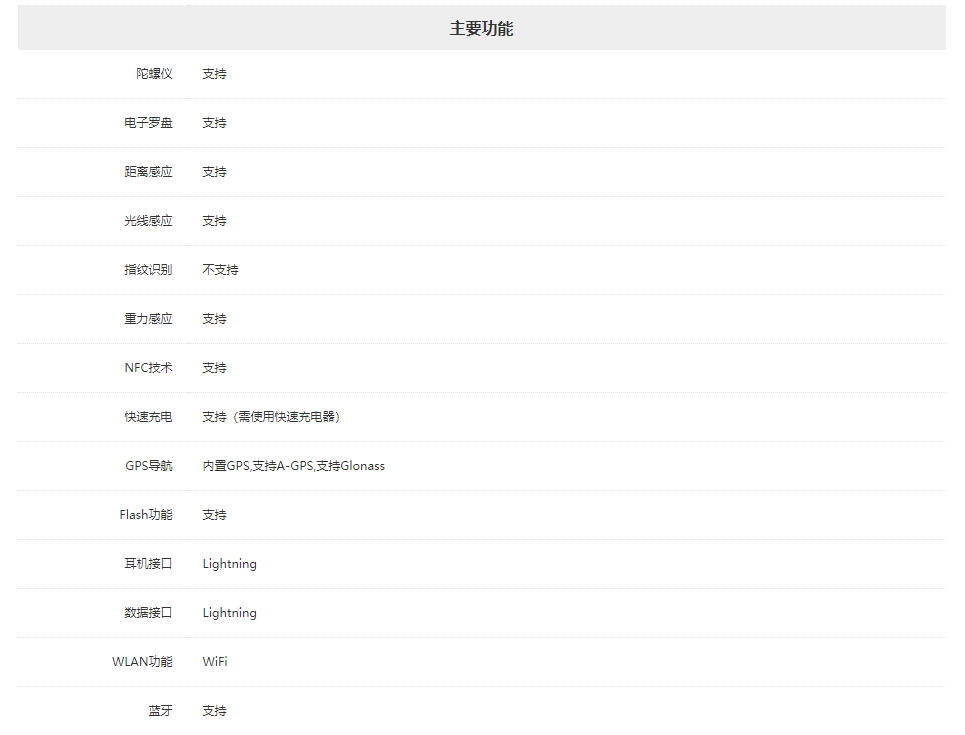 主要功能
陀螺仪 支持
电子罗盘 支持
距离感应 支持
光线感应 支持
指纹识别 不支持
重力感应 支持
NFC技术 支持
快速充电 支持（需使用快速充电器）
GPS导航 内置GPS,支持A-GPS,支持Glonass
Flash功能 支持
耳机接口 Lightning
数据接口 Lightning
WLAN功能 WiFi
蓝牙 支持